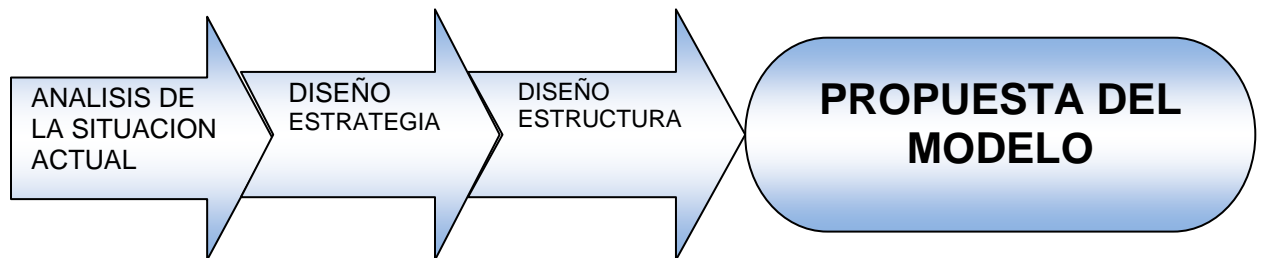 ANALISIS DE
LA SITUACION
ACTUAL
DISEÑO
ESTRATEGIA
DISEÑO
ESTRUCTURA
PROPUESTA DEL
MODELO